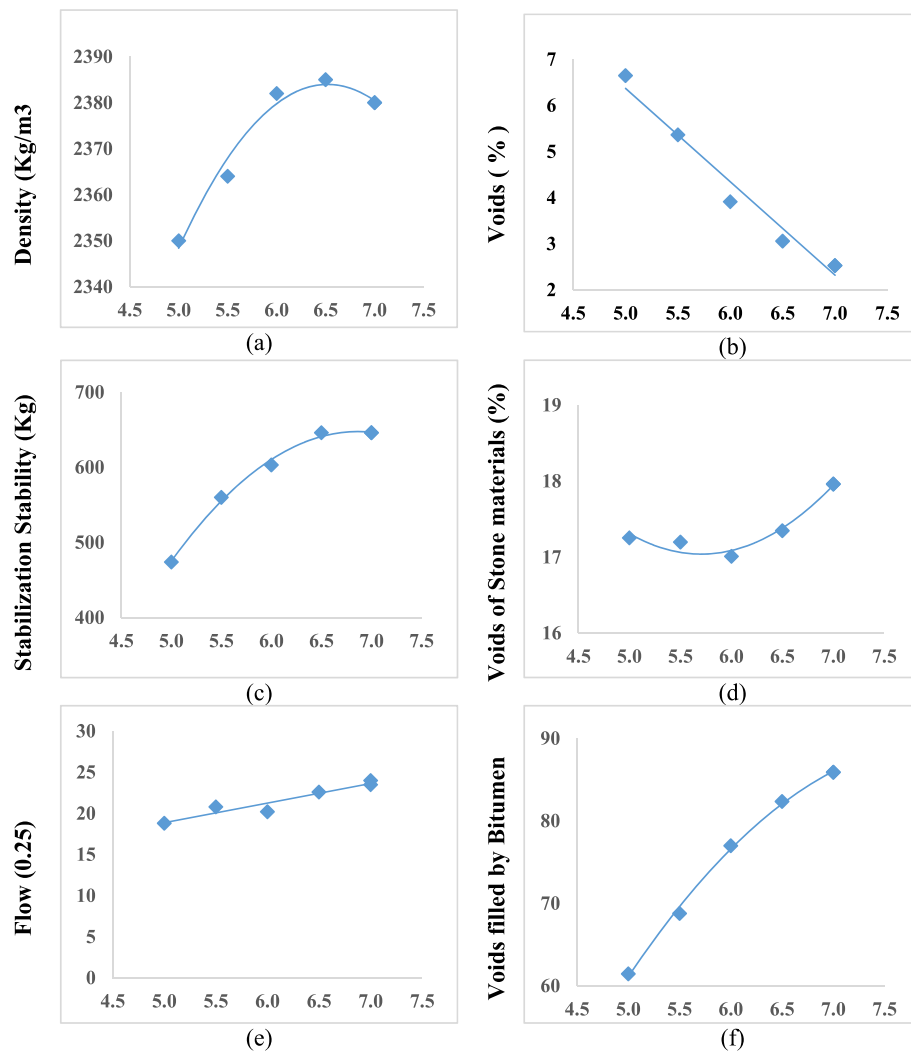 Density (Kg/m3
2390
2380
2370
2360
2350
2340
4.5 5.0 5.5 6.0 6.5 7.0 7.5
(a)
Voids ( %)
7
6
5
4
3
2
4.5 5.0 5.5 6.0 6.5 7.0 7.5
(b)
Stabilization Stability (Kg)
700
600
500
400
4.5 5.0 5.5 6.0 6.5 7.0 7.5
(c)
Voids of Stone materials (%)
19
18
17
16
4.5 5.0 5.5 6.0 6.5 7.0 7.5
(d)
Flow (0.25)
30
25
20
15
10
5
0
4.5 5.0 5.5 6.0 6.5 7.0 7.5
(e)
Voids filled by Bitumen
90
80
70
60
4.5 5.0 5.5 6.0 6.5 7.0 7.5
(f)